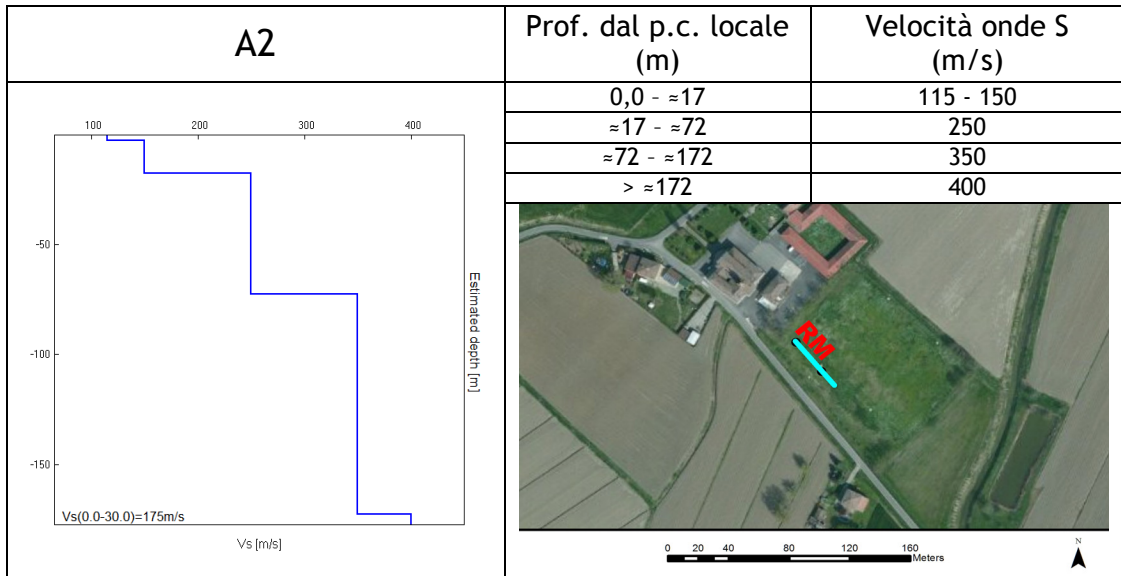 A2
Prof. dal p.c. locale
(m)
Velocità onde S
(m/s)
0,0 – ≈17
115 - 150
≈17 – ≈72
250
≈72 – ≈172
350
> ≈172
400
100 200 300 400
-50
-100
-150
Estimated depth [m]
Vs(0.0-30.0)=175m/s
Vs [m/s]
RM
0 20 40 80 120 160
Meters
N